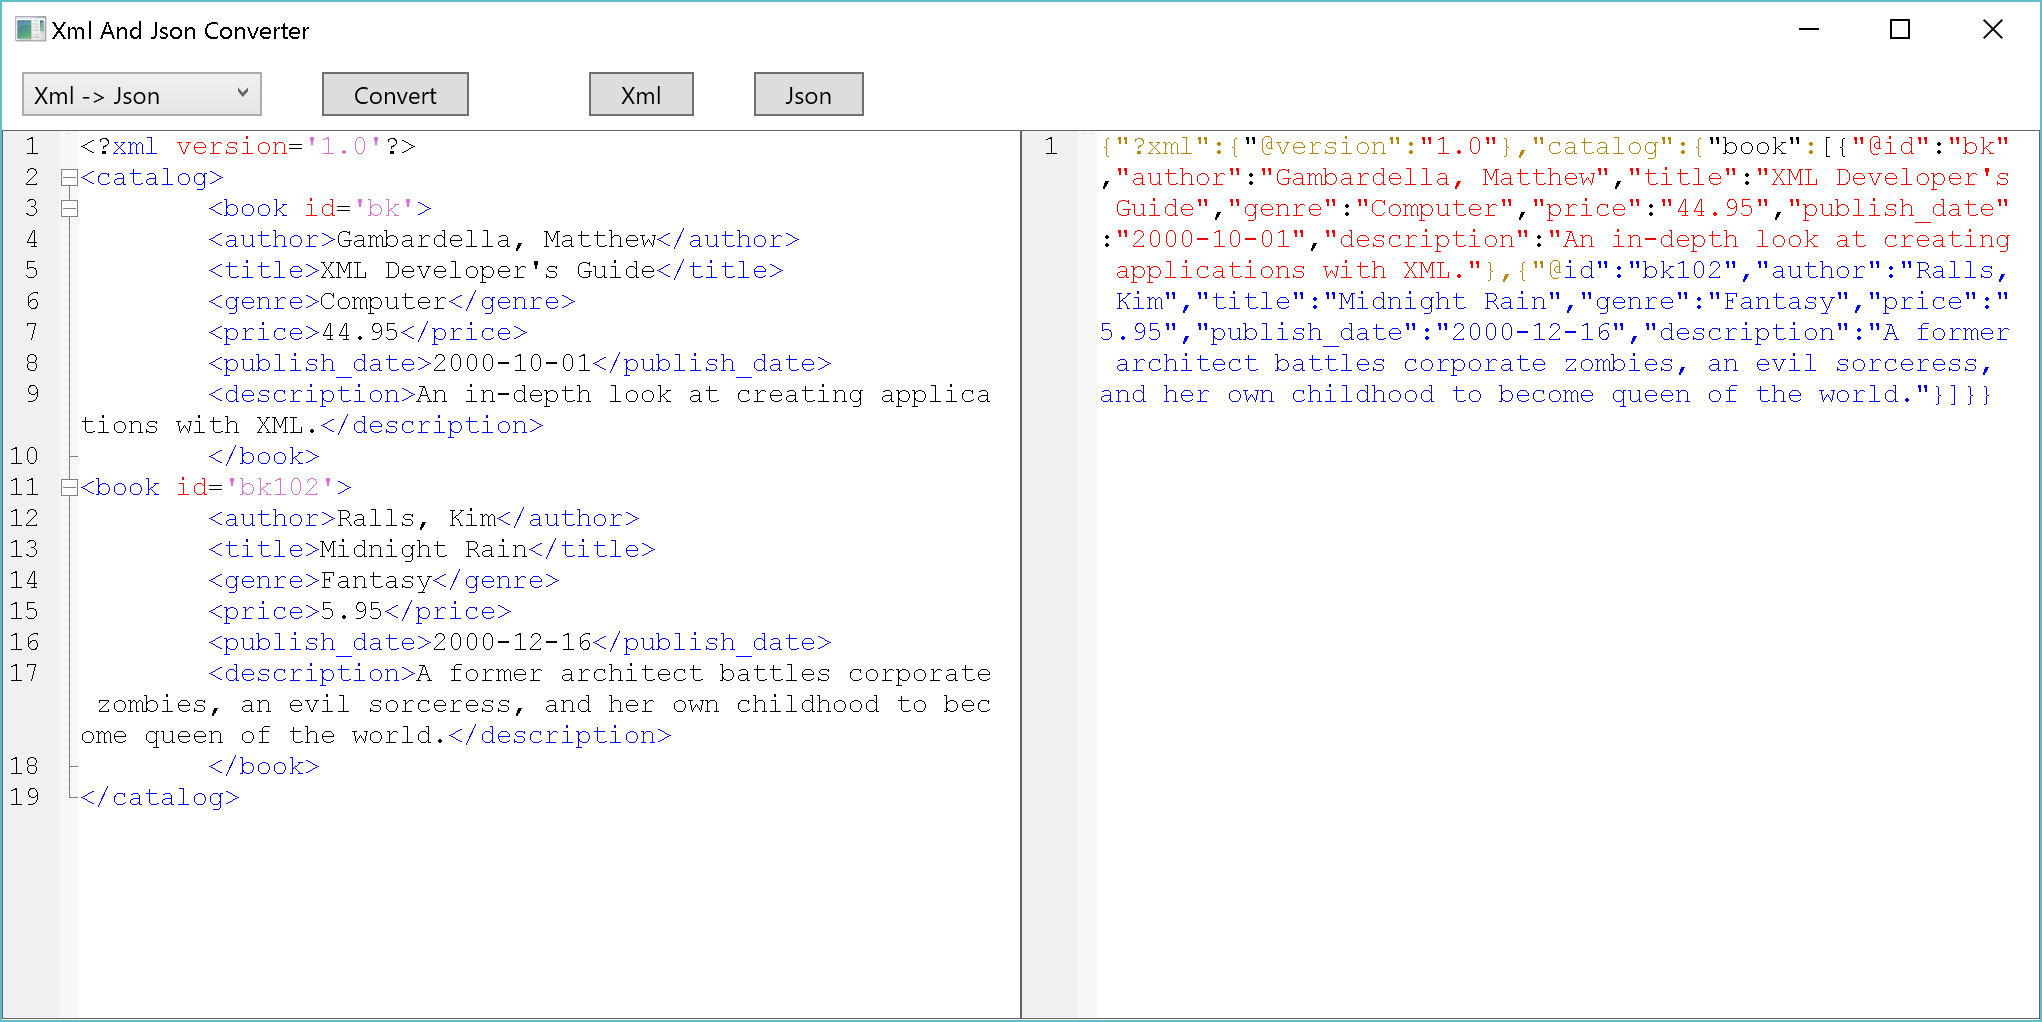 Xml And Json Converter
Xml -> Json
Convert
Xml
Json
1 <?xml version='1.0'?>
2 <catalog>
3 <book id='bk'>
4 <author>Gambardella, Matthew</author>
5 <title>XML Developer's Guide</title>
6 <genre>Computer</genre>
7 <price>44.95</price>
8 <publish_date>2000-10-01</publish_date>
9 <description>An in-depth look at creating applica
tions with XML.</description>
10 </book>
11 <book id='bk102'>
12 <author>Ralls, Kim</author>
13 <title>Midnight Rain</title>
14 <genre>Fantasy</genre>
15 <price>5.95</price>
16 <publish_date>2000-12-16</publish_date>
17 <description>A former architect battles corporate
zombies, an evil sorceress, and her own childhood to bec
ome queen of the world.</description>
18 </book>
19 </catalog>
1 {"?xml":{"@version":"1.0"},"catalog":{"book":[{"@id":"bk"
,"author":"Gambardella, Matthew","title":"XML Developer's
Guide","genre":"Computer","price":"44.95","publish_date"
:"2000-10-01","description":"An in-depth look at creating
applications with XML."},{"@id":"bk102","author":"Ralls,
Kim","title":"Midnight Rain","genre":"Fantasy","price":"
5.95","publish_date":"2000-12-16","description":"A former
architect battles corporate zombies, an evil sorceress,
and her own childhood to become queen of the world."}]}}